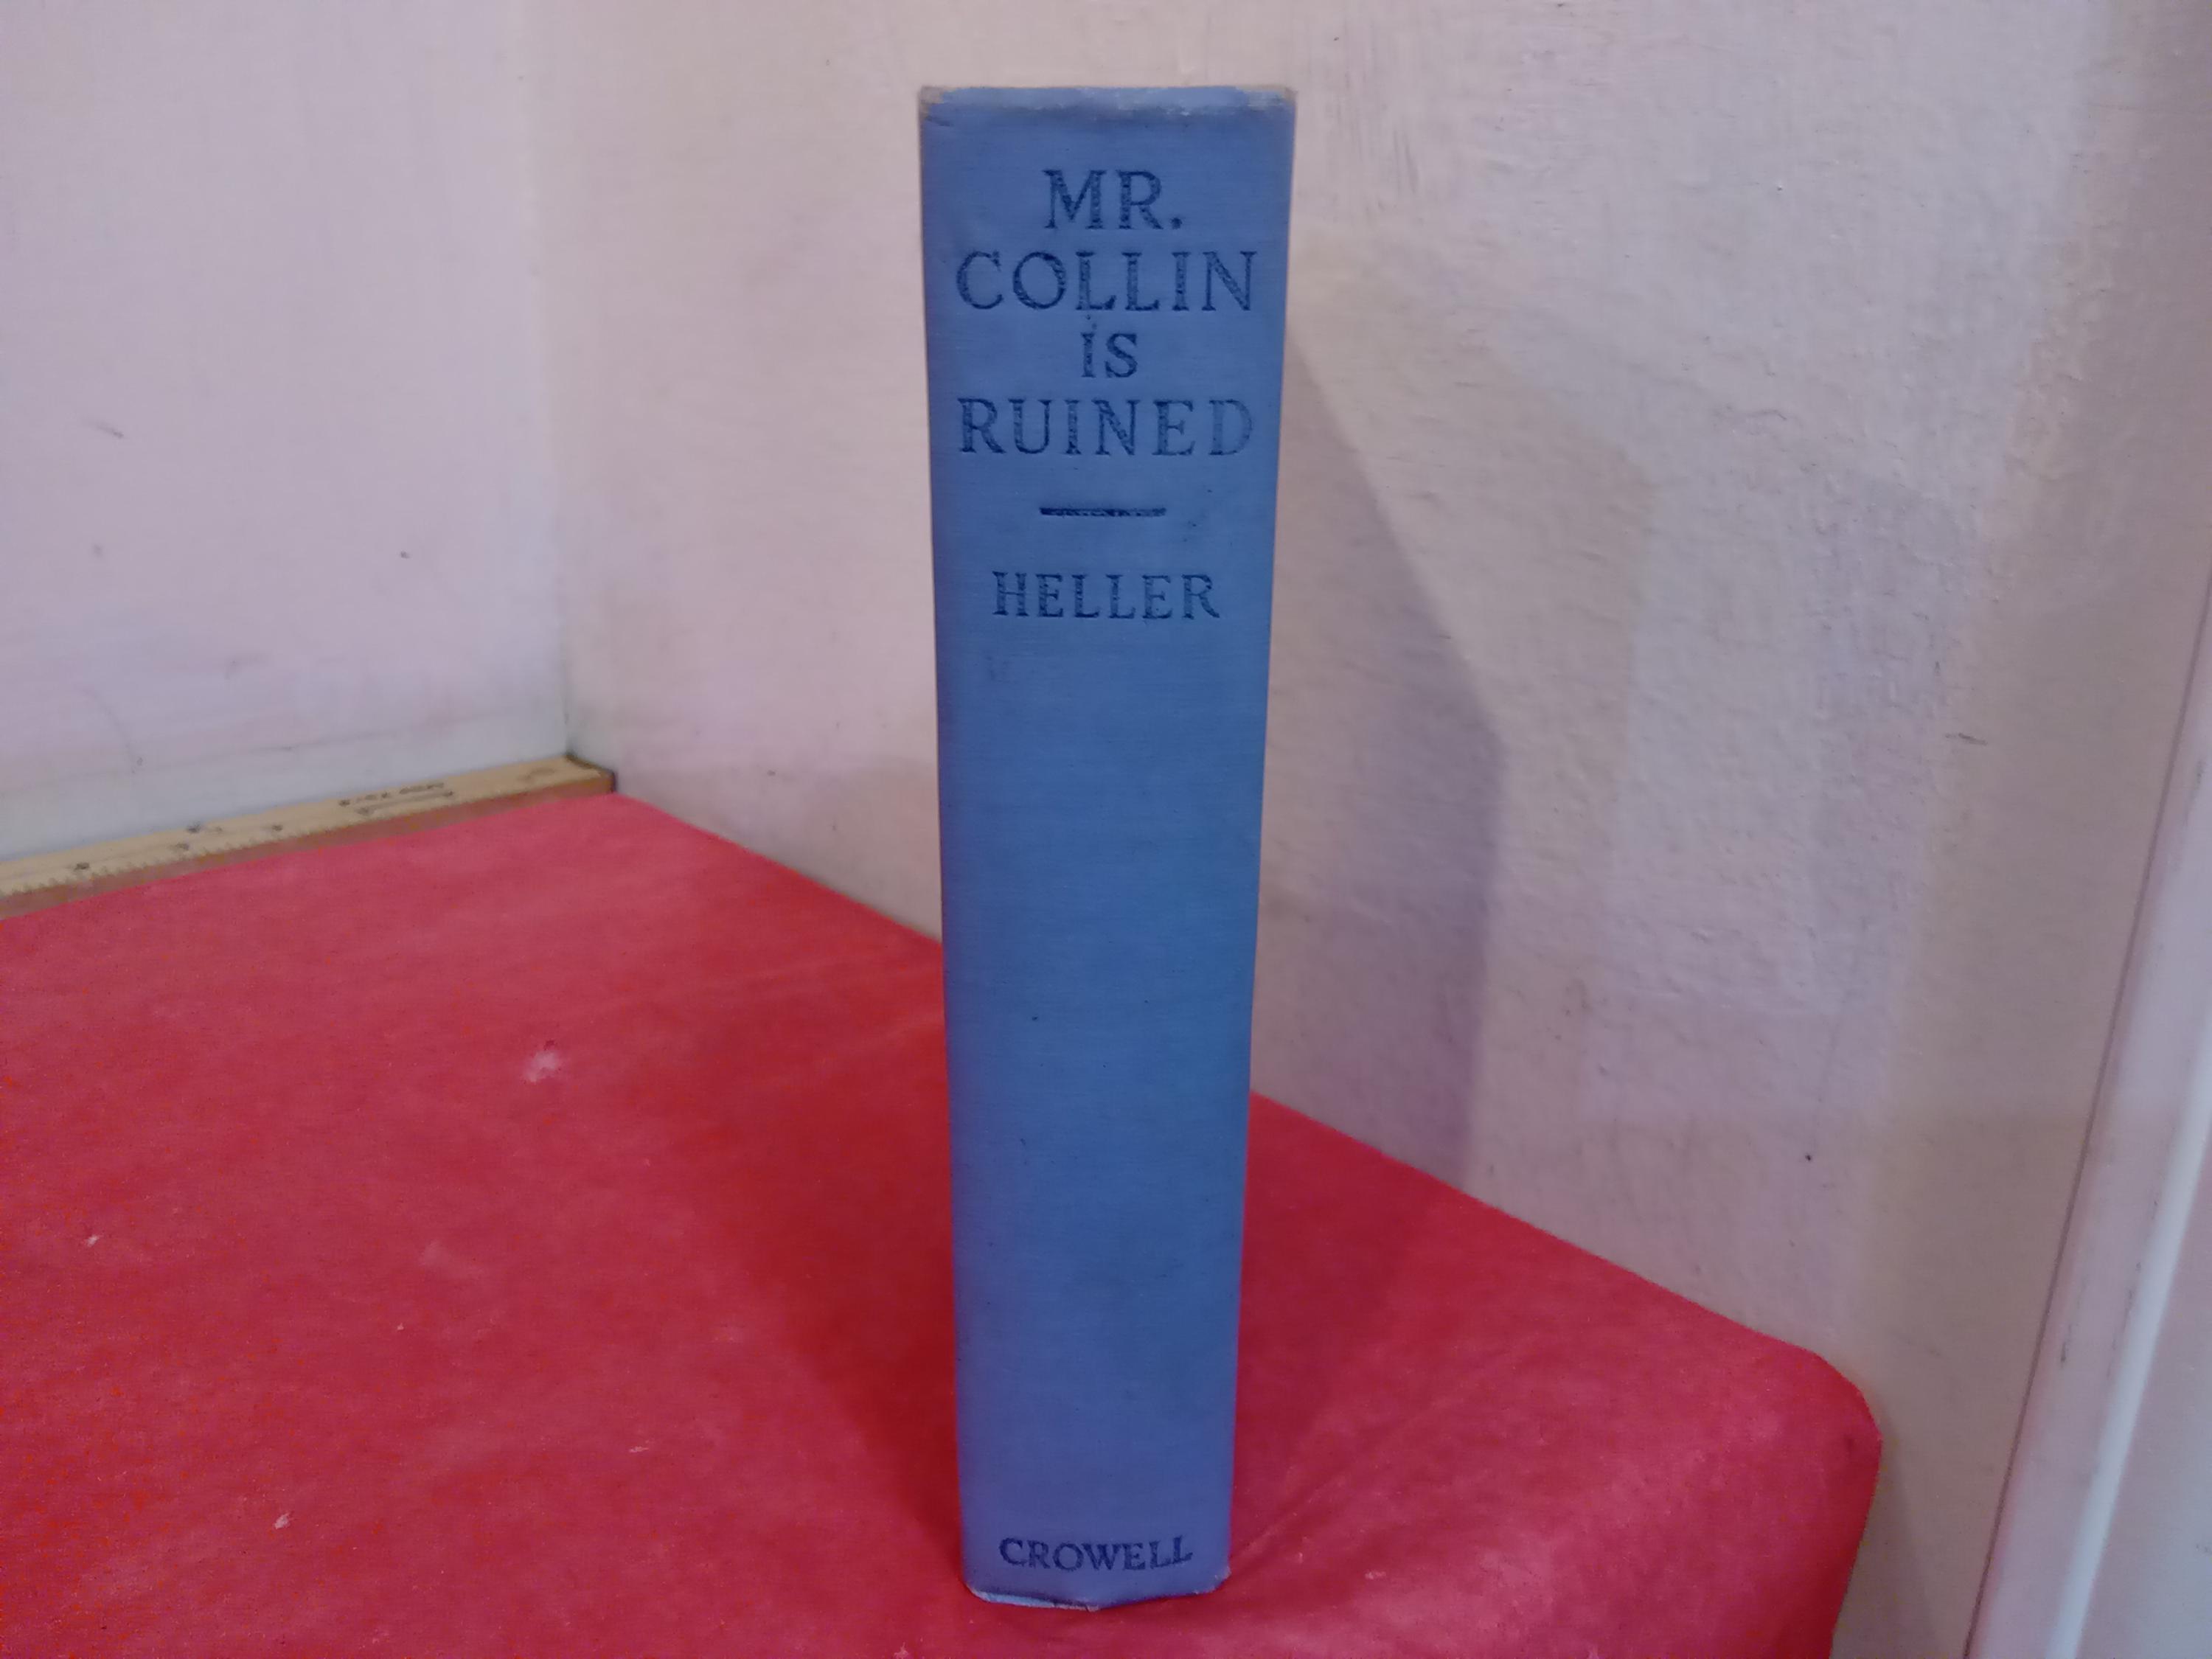 MR.
COLLIN
IS
RUINED
HELLER
CROWELL